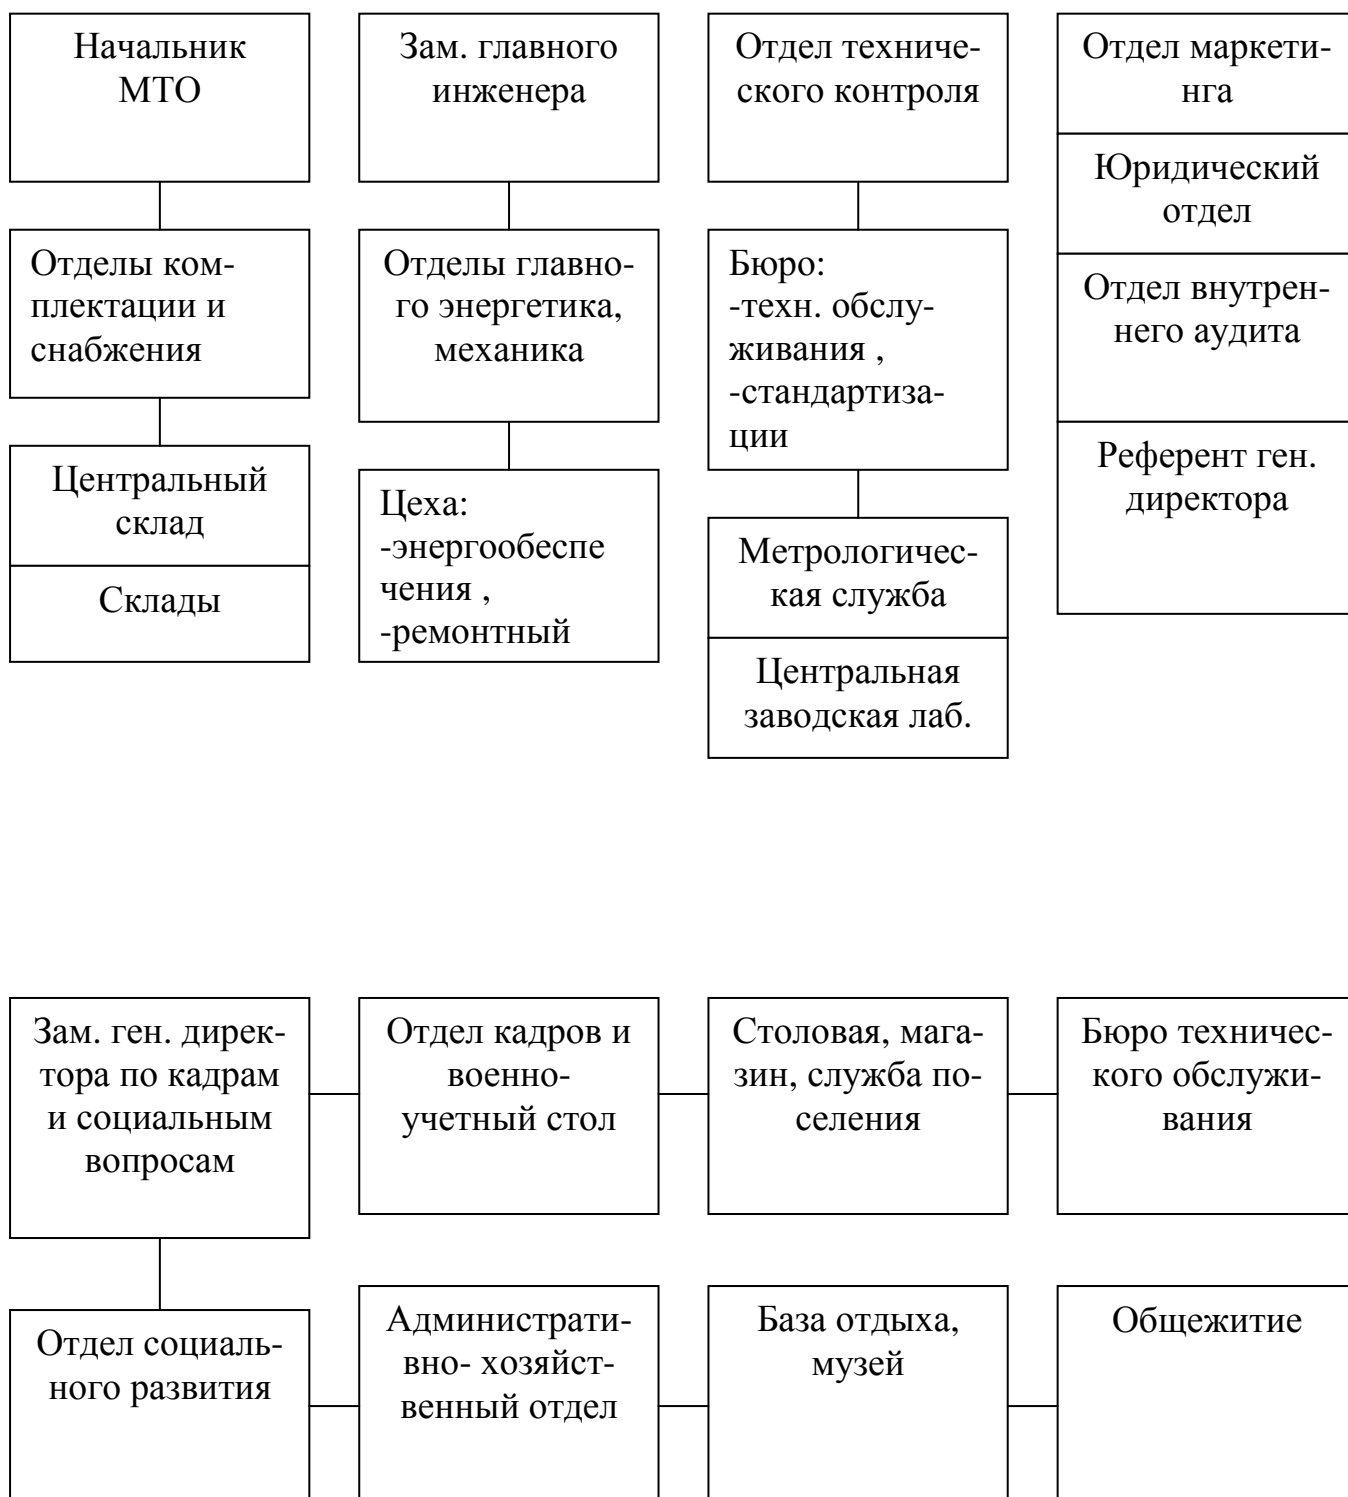 Начальник
МТО
Зам. главного
инженера
Отдел техниче-
ского контроля
Отдел маркети-
нга
Юридический
отдел
Отдел внутрен-
него аудита
Референт ген.
директора
Отделы ком-
плектации и
снабжения
Отделы главно-
го энергетика,
механика
Бюро:
-техн. обслу-
живания ,
-стандартиза-
ции
Центральный
склад
Склады
Цеха:
-энергообеспе
чения ,
-ремонтный
Метрологичес-
кая служба
Центральная
заводская лаб.
Зам. ген. дирек-
тора по кадрам
и социальным
вопросам
Отдел кадров и
военно-
учетный стол
Столовая, мага-
зин, служба по-
селения
Бюро техничес-
кого обслужи-
вания
Отдел социаль-
ного развития
Администрати-
вно- хозяйст-
венный отдел
База отдыха,
музей
Общежитие